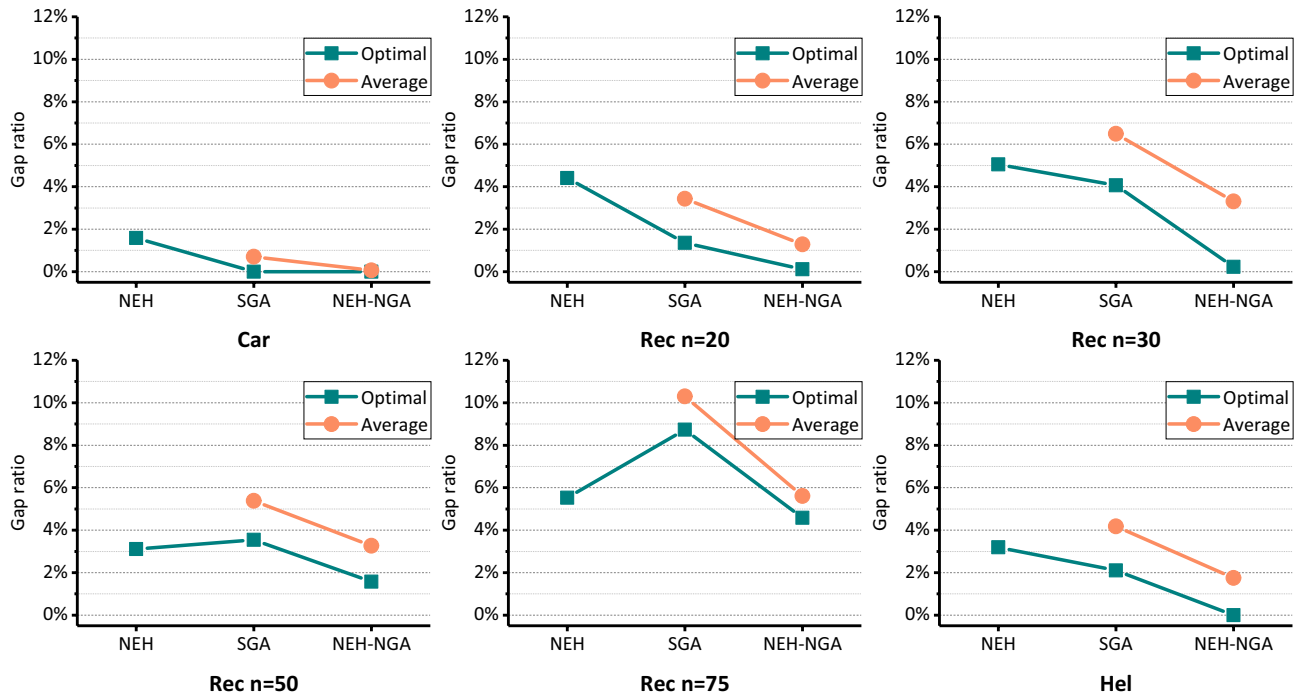 12%
10%
8%
6%
4%
2%
0%
Gap ratio
Optimal
Average
NEH SGA NEH-NGA
Car
12%
10%
8%
6%
4%
2%
0%
Gap ratio
Optimal
Average
NEH SGA NEH-NGA
Rec n=20
12%
10%
8%
6%
4%
2%
0%
Gap ratio
Optimal
Average
NEH SGA NEH-NGA
Rec n=30
12%
10%
8%
6%
4%
2%
0%
Gap ratio
Optimal
Average
NEH SGA NEH-NGA
Rec n=50
12%
10%
8%
6%
4%
2%
0%
Gap ratio
Optimal
Average
NEH SGA NEH-NGA
Rec n=75
12%
10%
8%
6%
4%
2%
0%
Gap ratio
Optimal
Average
NEH SGA NEH-NGA
Hel